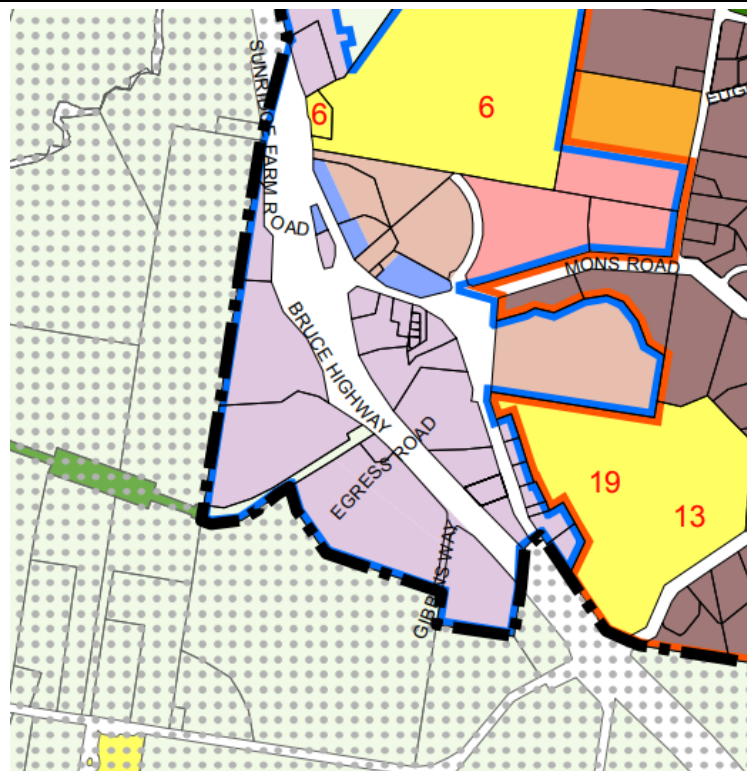 SUNRIDGE FARM ROAD
6
6
MONS ROAD
BRUCE HIGHWAY
EGRESS ROAD
19
13
GIBBENS WAY